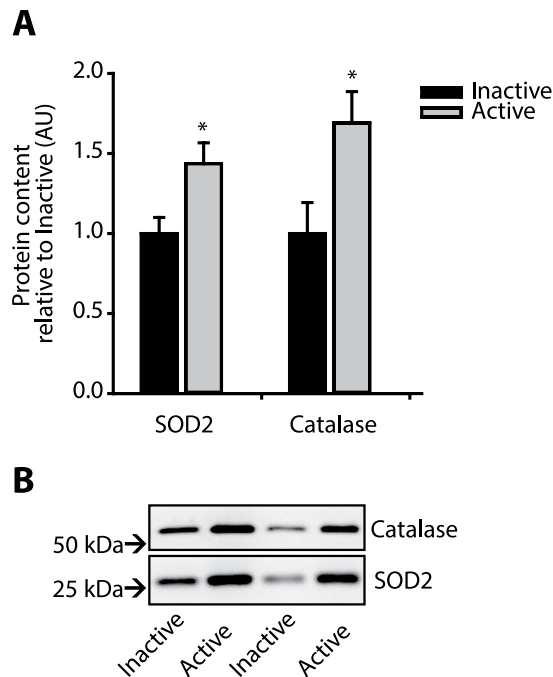 A
2.0
1.5
1.0
0.5
0.0
Protein content
relative to Inactive (AU)
*
*
Inactive
Active
SOD2
Catalase
B
50 kDa→
Catalase
25 kDa→
SOD2
Inactive
Active
Inactive
Active